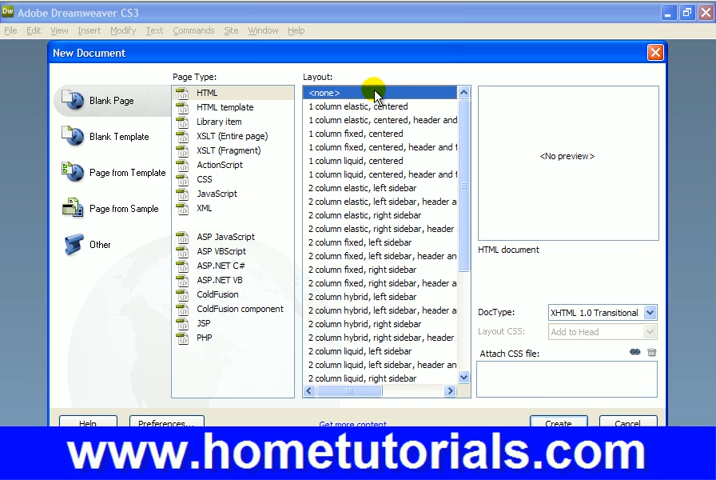 Dw Adobe Dreamweaver CS3
File Edit View Insert Modify Text Commands Site Window Help
New Document
Page Type:
Layout:
Blank Page
Blank Template
Page from Template
Page from Sample
Other
HTML
HTML template
Library item
XSLT (Entire page)
XSLT (Fragment)
ActionScript
CSS
JavaScript
XML
ASP JavaScript
ASP VBScript
ASP.NET C#
ASP.NET VB
ColdFusion
ColdFusion component
JSP
PHP
<none>
1 column elastic, centered
1 column elastic, centered, header and
1 column fixed, centered
1 column fixed, centered, header and f
1 column liquid, centered
1 column liquid, centered, header and f
2 column elastic, left sidebar
2 column elastic, left sidebar, header a
2 column elastic, right sidebar
2 column elastic, right sidebar, header
2 column fixed, left sidebar
2 column fixed, left sidebar, header an
2 column fixed, right sidebar
2 column fixed, right sidebar, header a
2 column hybrid, left sidebar
2 column hybrid, left sidebar, header a
2 column hybrid, right sidebar
2 column hybrid, right sidebar, header
2 column liquid, left sidebar
2 column liquid, left sidebar, header an
2 column liquid, right sidebar
<No preview>
HTML document
DocType: XHTML 1.0 Transitional
Layout CSS: Add to Head
Attach CSS file:
Help Preferences... Get more content... Create Cancel
www.hometutorials.com